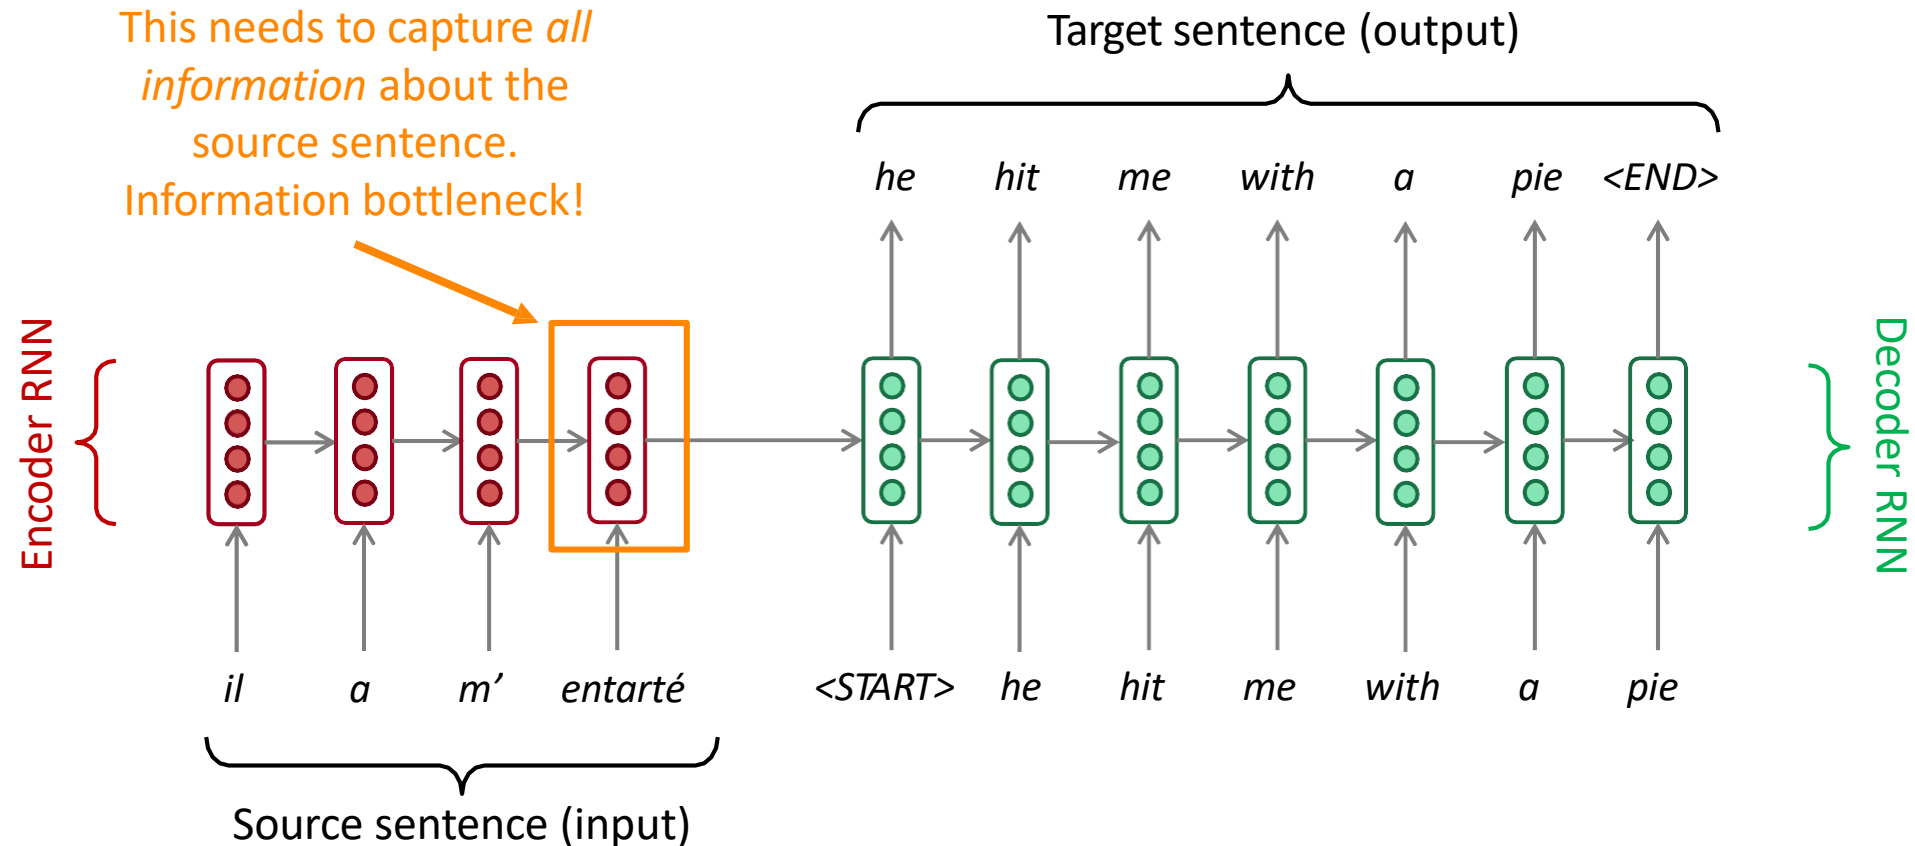 This needs to capture all
information about the
source sentence.
Information bottleneck!
Target sentence (output)
he hit me with a pie <END>
Encoder RNN
Decoder RNN
il a m’ entarté <START> he hit me with a pie
Source sentence (input)